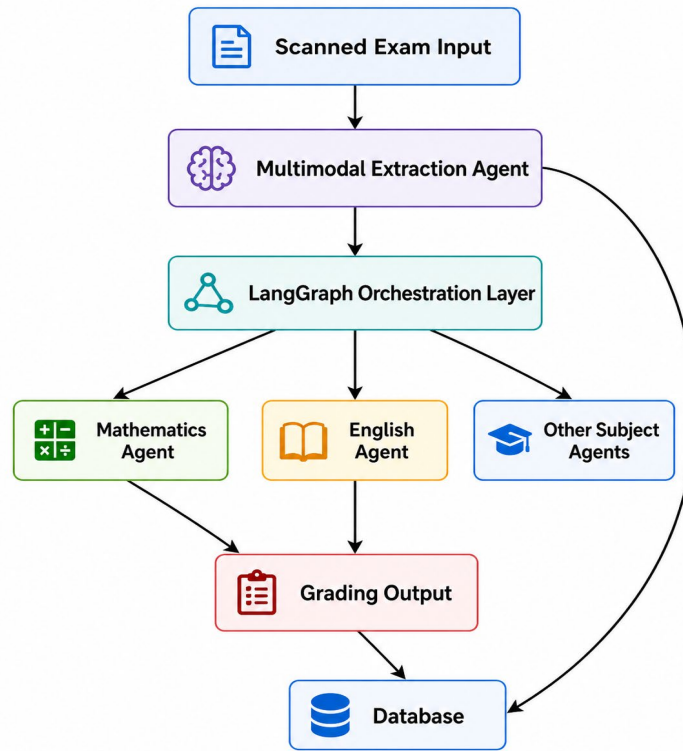 Scanned Exam Input
Multimodal Extraction Agent
LangGraph Orchestration Layer
Mathematics
Agent
English
Agent
Other Subject
Agents
Grading Output
Database